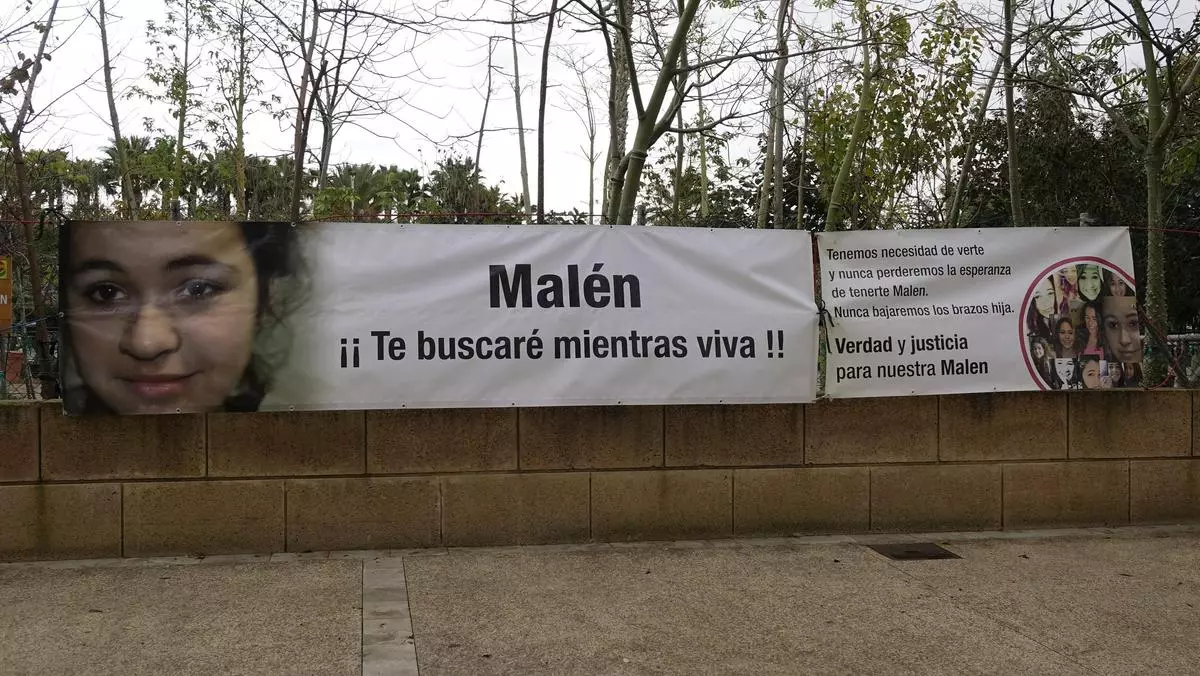 Malén
¡¡ Te buscaré mientras viva !!
Tenemos necesidad de verte
y nunca perderemos la esperanza
de tenerte Malen.
Nunca bajaremos los brazos hija.
Verdad y justicia
para nuestra Malen